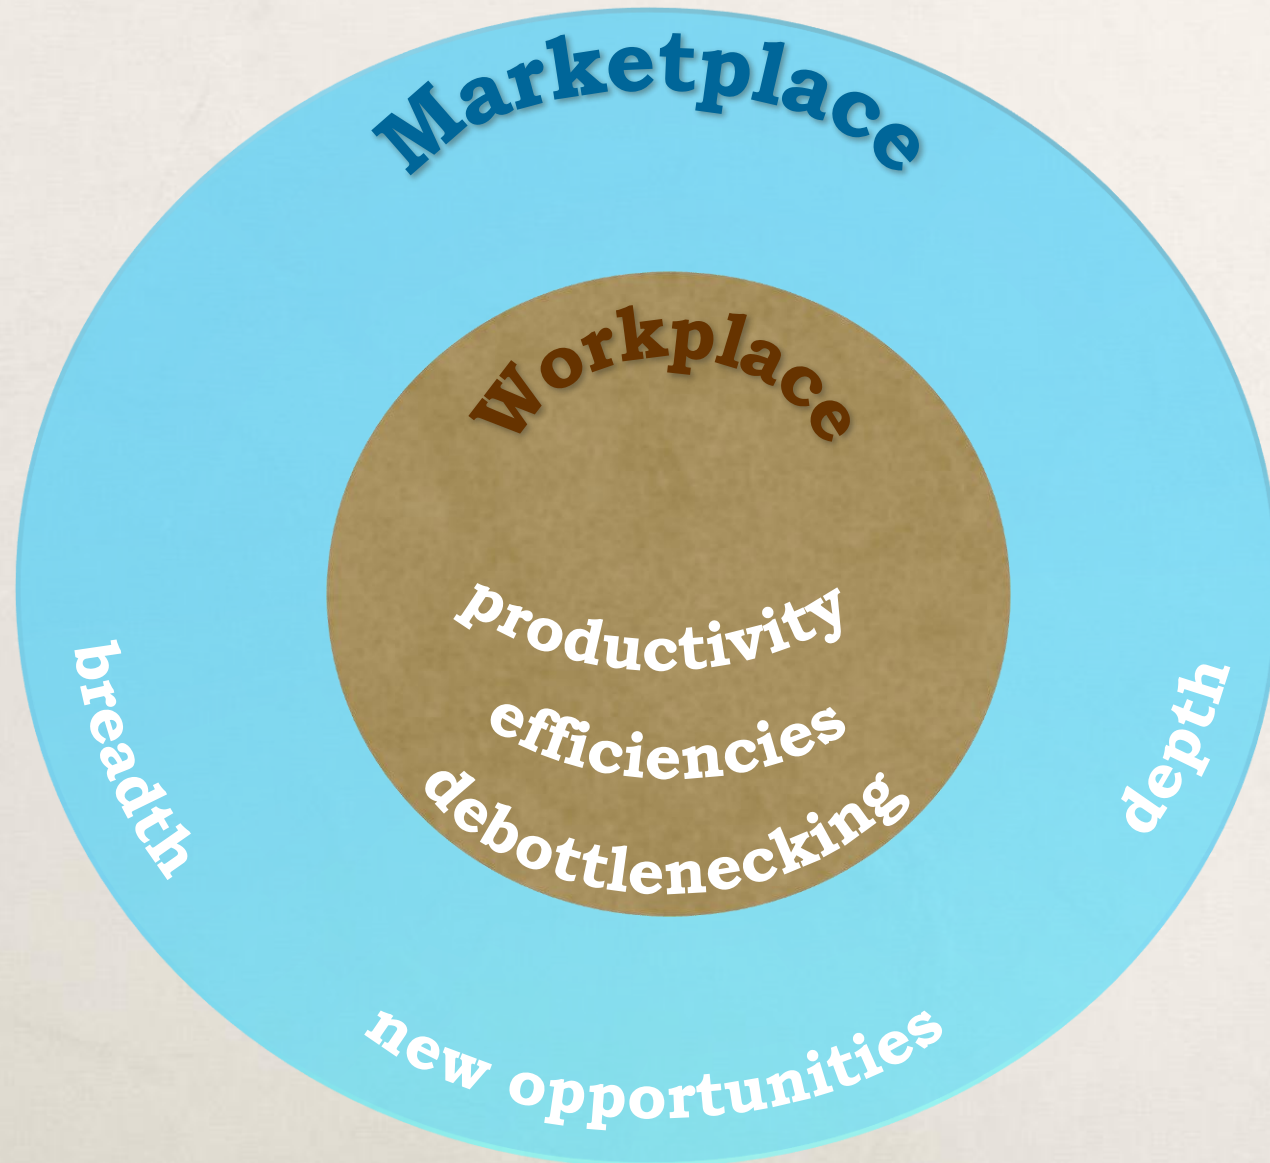 Marketplace
Workplace
productivity
efficiencies
debottlenecking
breadth
depth
new opportunities